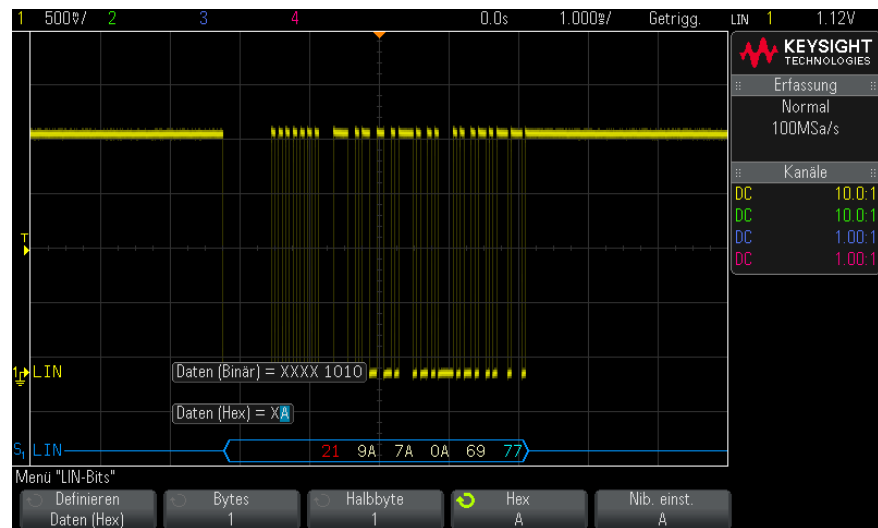 1 500㎷/ 2 3 4 0.0s 1.000㎳/ Getrigg. LIN 1 1.12V
KEYSIGHT
TECHNOLOGIES
Erfassung
Normal
100MSa/s
Kanäle
DC 10.0:1
DC 10.0:1
DC 1.00:1
DC 1.00:1
T
1 LIN
Daten (Binär) = XXXX 1010
Daten (Hex) = XA
S1 LIN 21 9A 7A 0A 69 77
Menü "LIN-Bits"
Definieren Bytes Halbbyte Hex Nib. einst.
Daten (Hex) 1 1 A A